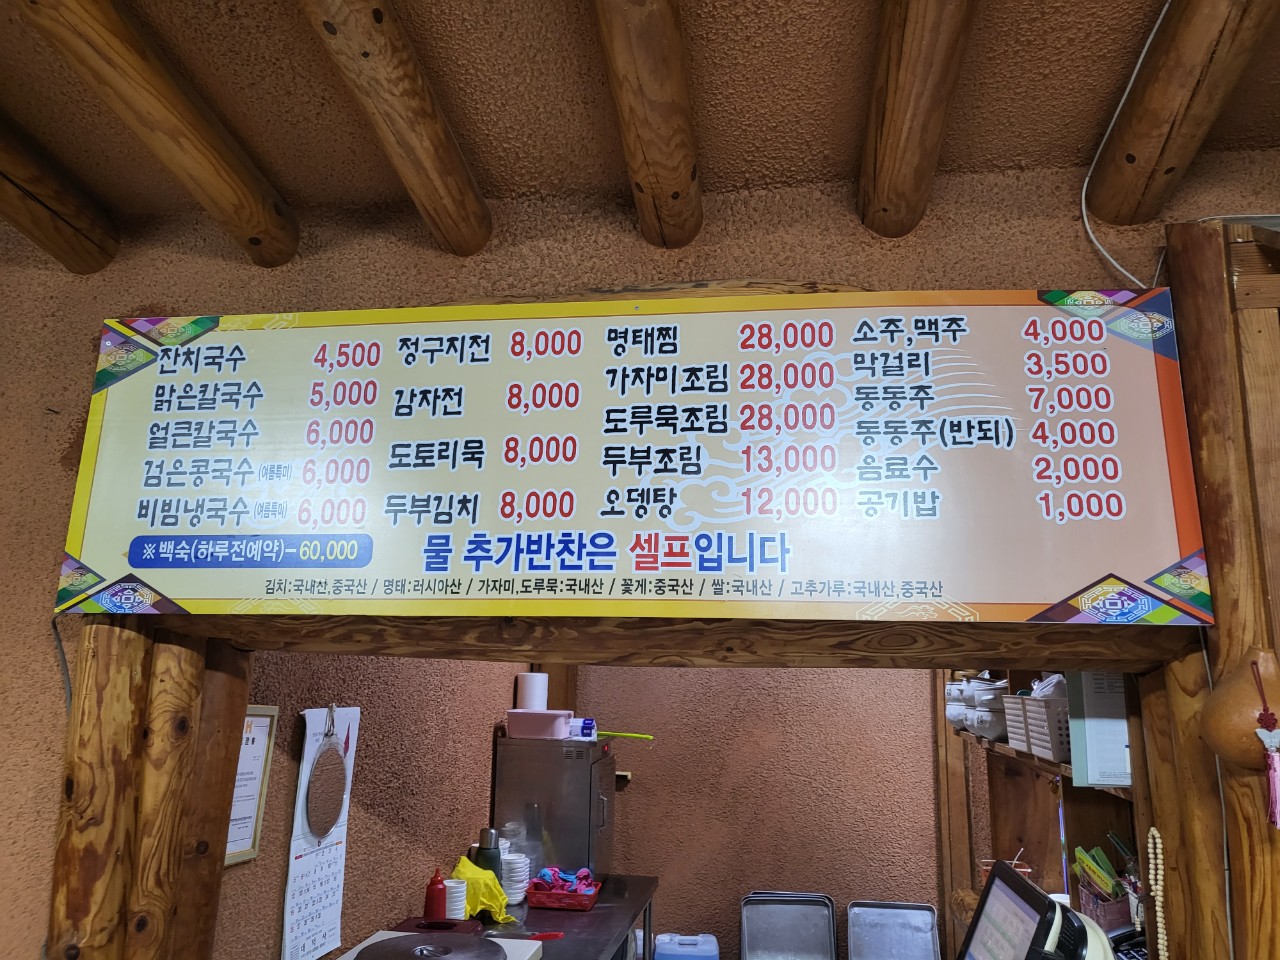 잔치국수 4,500
맑은칼국수 5,000
얼큰칼국수 6,000
검은콩국수 (여름특미) 6,000
비빔냉국수 (여름특미) 6,000
※ 백숙(하루전예약)-60,000
정구지전 8,000
감자전 8,000
도토리묵 8,000
두부김치 8,000
명태찜 28,000
가자미조림 28,000
도루묵조림 28,000
두부조림 13,000
오뎅탕 12,000
소주,맥주 4,000
막걸리 3,500
동동주 7,000
동동주(반되) 4,000
음료수 2,000
공기밥 1,000
물 추가반찬은 셀프입니다
김치:국내산,중국산 / 명태:러시아산 / 가자미,도루묵:국내산 / 꽃게:중국산 / 쌀:국내산 / 고추가루:국내산,중국산